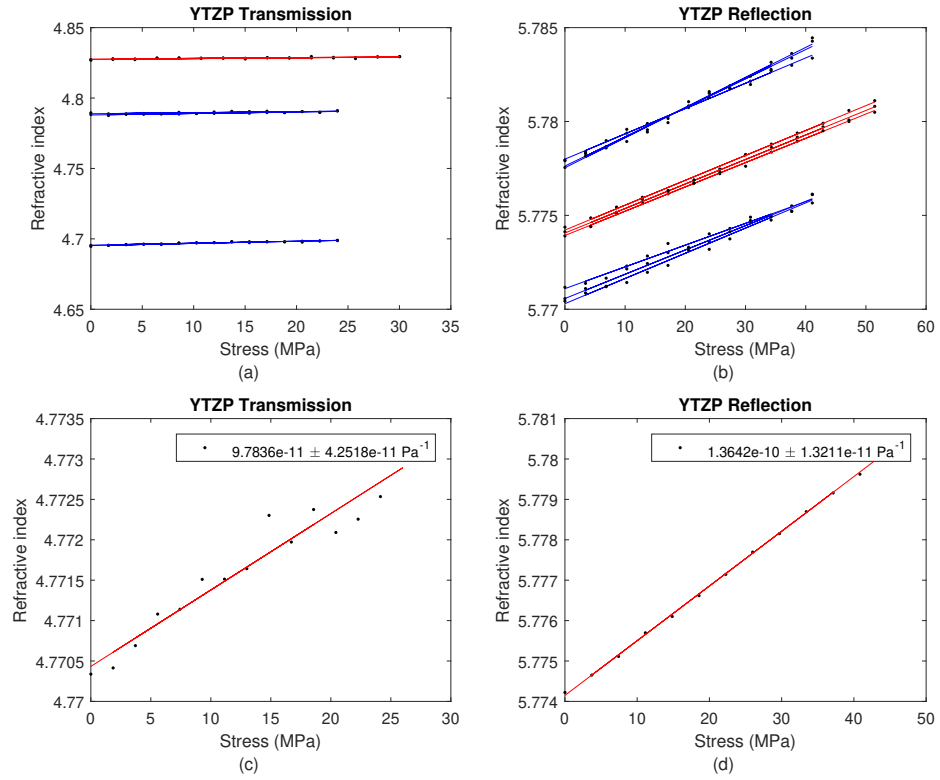 YTZP Transmission
4.85
4.8
4.75
4.7
4.65
Refractive index
0 5 10 15 20 25 30 35
Stress (MPa)
(a)
YTZP Reflection
5.785
5.78
5.775
5.77
Refractive index
0 10 20 30 40 50 60
Stress (MPa)
(b)
YTZP Transmission
4.7735
4.773
4.7725
4.772
4.7715
4.771
4.7705
4.77
Refractive index
9.7836e-11 ± 4.2518e-11 Pa⁻¹
0 5 10 15 20 25 30
Stress (MPa)
(c)
YTZP Reflection
5.781
5.78
5.779
5.778
5.777
5.776
5.775
5.774
Refractive index
1.3642e-10 ± 1.3211e-11 Pa⁻¹
0 10 20 30 40 50
Stress (MPa)
(d)